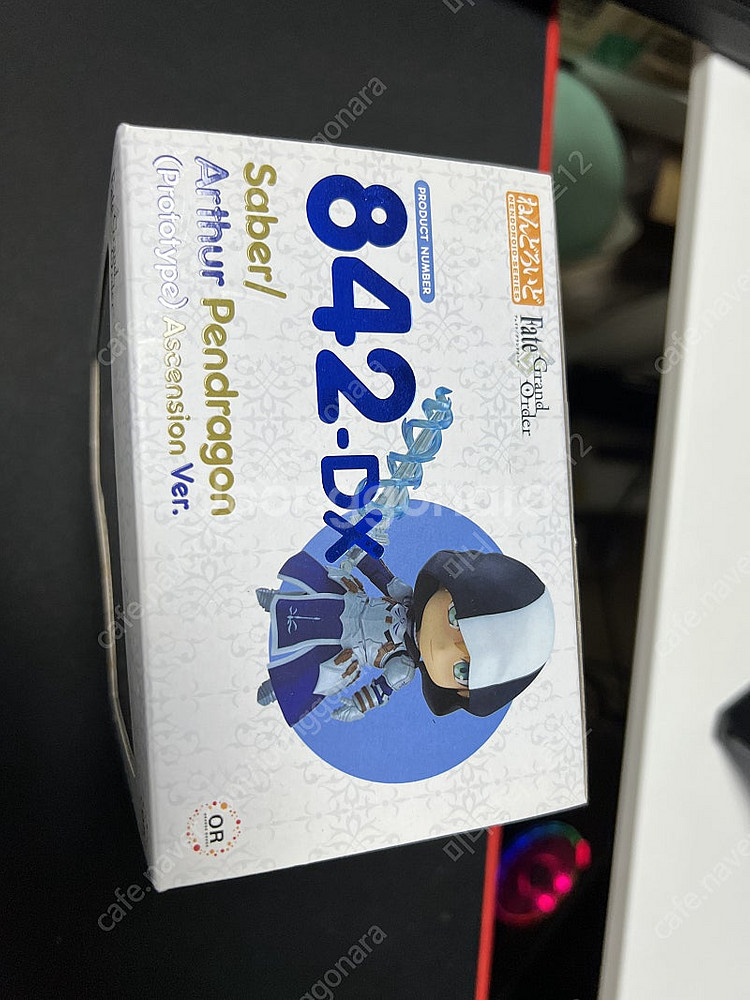 ねんどろいど
NENDOROID SERIES
Fate
Grand
Order
PRODUCT NUMBER
842-DX
Saber/
Arthur Pendragon
(Prototype) Ascension Ver.
OR